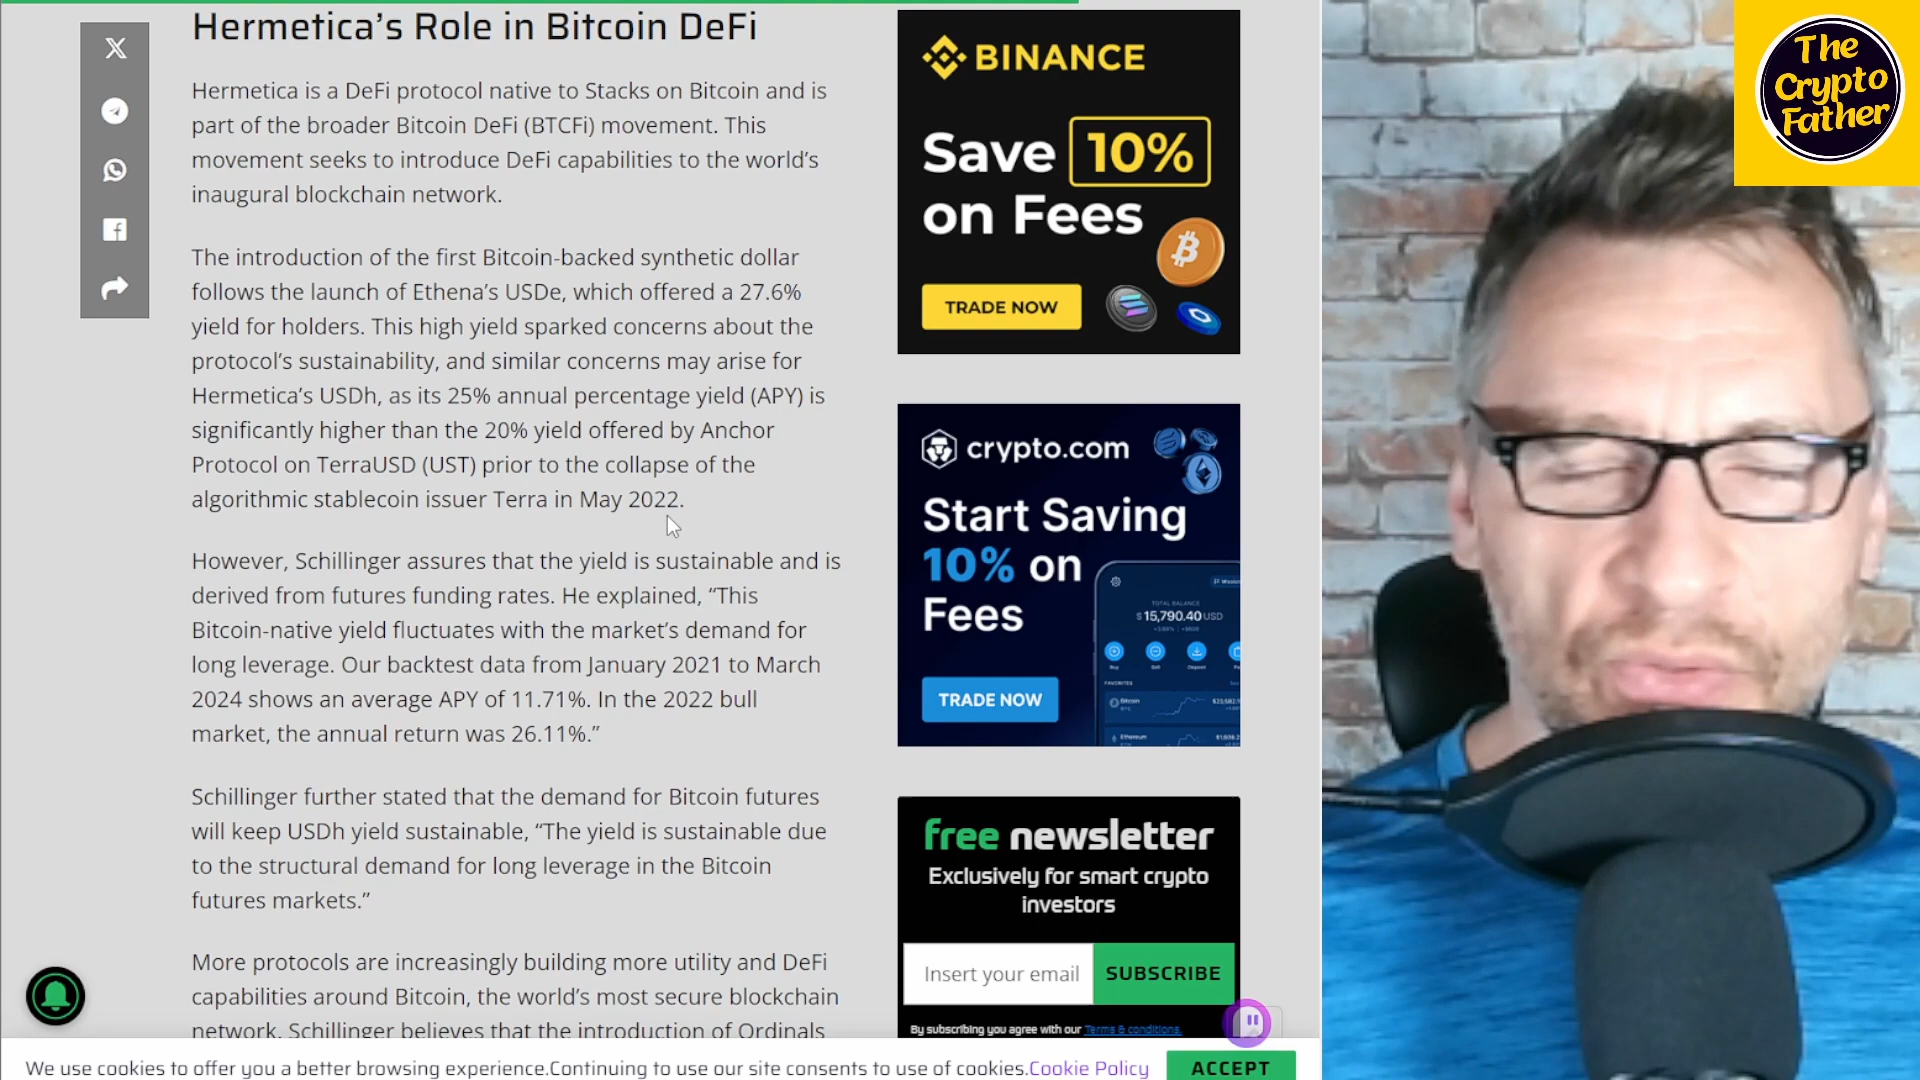 Hermetica’s Role in Bitcoin DeFi
Hermetica is a DeFi protocol native to Stacks on Bitcoin and is
part of the broader Bitcoin DeFi (BTCFi) movement. This
movement seeks to introduce DeFi capabilities to the world’s
inaugural blockchain network.
The introduction of the first Bitcoin-backed synthetic dollar
follows the launch of Ethena’s USDe, which offered a 27.6%
yield for holders. This high yield sparked concerns about the
protocol’s sustainability, and similar concerns may arise for
Hermetica’s USDh, as its 25% annual percentage yield (APY) is
significantly higher than the 20% yield offered by Anchor
Protocol on TerraUSD (UST) prior to the collapse of the
algorithmic stablecoin issuer Terra in May 2022.
However, Schillinger assures that the yield is sustainable and is
derived from futures funding rates. He explained, “This
Bitcoin-native yield fluctuates with the market’s demand for
long leverage. Our backtest data from January 2021 to March
2024 shows an average APY of 11.71%. In the 2022 bull
market, the annual return was 26.11%.”
Schillinger further stated that the demand for Bitcoin futures
will keep USDh yield sustainable, “The yield is sustainable due
to the structural demand for long leverage in the Bitcoin
futures markets.”
More protocols are increasingly building more utility and DeFi
capabilities around Bitcoin, the world’s most secure blockchain
network. Schillinger believes that the introduction of Ordinals
BINANCE
Save 10%
on Fees
TRADE NOW
crypto.com
Start Saving
10% on
Fees
TOTAL BALANCE
$15,790.40 USD
Buy Sell Deposit
FAVORITES
Bitcoin
Ethereum
TRADE NOW
free newsletter
Exclusively for smart crypto
investors
Insert your email SUBSCRIBE
By subscribing you agree with our Terms & conditions.
We use cookies to offer you a better browsing experience.Continuing to use our site consents to use of cookies.Cookie Policy ACCEPT
The
Crypto
Father